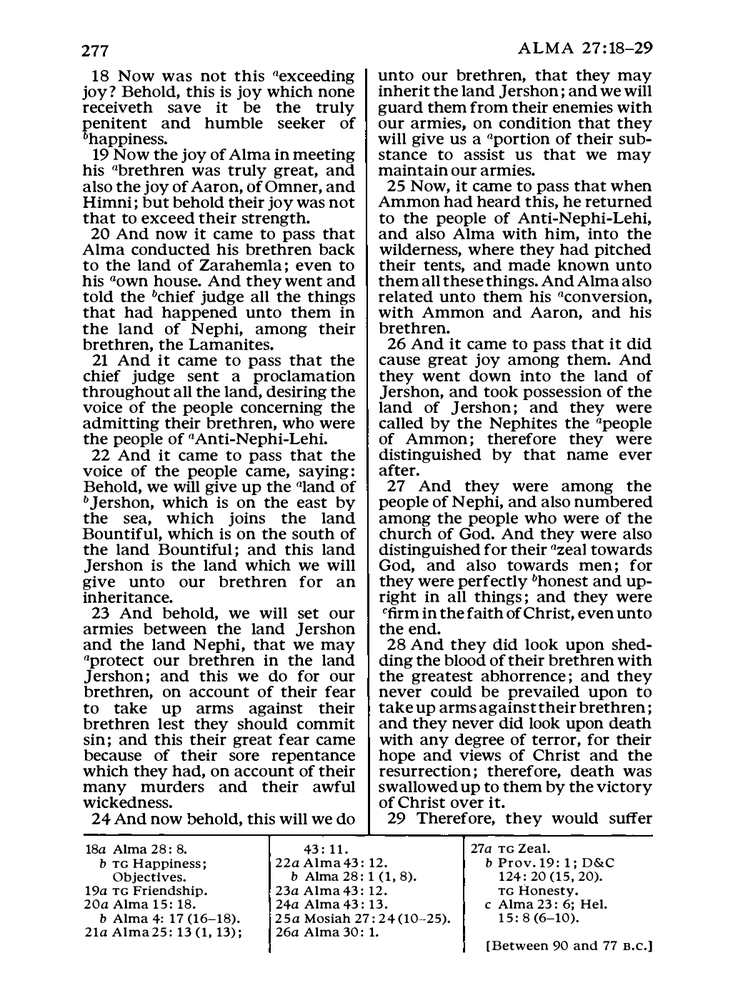 277
ALMA 27:18–29
18 Now was not this aexceeding
joy? Behold, this is joy which none
receiveth save it be the truly
penitent and humble seeker of
bhappiness.
19 Now the joy of Alma in meeting
his abrethren was truly great, and
also the joy of Aaron, of Omner, and
Himni; but behold their joy was not
that to exceed their strength.
20 And now it came to pass that
Alma conducted his brethren back
to the land of Zarahemla; even to
his aown house. And they went and
told the bchief judge all the things
that had happened unto them in
the land of Nephi, among their
brethren, the Lamanites.
21 And it came to pass that the
chief judge sent a proclamation
throughout all the land, desiring the
voice of the people concerning the
admitting their brethren, who were
the people of aAnti-Nephi-Lehi.
22 And it came to pass that the
voice of the people came, saying:
Behold, we will give up the aland of
bJershon, which is on the east by
the sea, which joins the land
Bountiful, which is on the south of
the land Bountiful; and this land
Jershon is the land which we will
give unto our brethren for an
inheritance.
23 And behold, we will set our
armies between the land Jershon
and the land Nephi, that we may
aprotect our brethren in the land
Jershon; and this we do for our
brethren, on account of their fear
to take up arms against their
brethren lest they should commit
sin; and this their great fear came
because of their sore repentance
which they had, on account of their
many murders and their awful
wickedness.
24 And now behold, this will we do
unto our brethren, that they may
inherit the land Jershon; and we will
guard them from their enemies with
our armies, on condition that they
will give us a aportion of their sub-
stance to assist us that we may
maintain our armies.
25 Now, it came to pass that when
Ammon had heard this, he returned
to the people of Anti-Nephi-Lehi,
and also Alma with him, into the
wilderness, where they had pitched
their tents, and made known unto
them all these things. And Alma also
related unto them his aconversion,
with Ammon and Aaron, and his
brethren.
26 And it came to pass that it did
cause great joy among them. And
they went down into the land of
Jershon, and took possession of the
land of Jershon; and they were
called by the Nephites the apeople
of Ammon; therefore they were
distinguished by that name ever
after.
27 And they were among the
people of Nephi, and also numbered
among the people who were of the
church of God. And they were also
distinguished for their azeal towards
God, and also towards men; for
they were perfectly bhonest and up-
right in all things; and they were
cfirm in the faith of Christ, even unto
the end.
28 And they did look upon shed-
ding the blood of their brethren with
the greatest abhorrence; and they
never could be prevailed upon to
take up arms against their brethren;
and they never did look upon death
with any degree of terror, for their
hope and views of Christ and the
resurrection; therefore, death was
swallowed up to them by the victory
of Christ over it.
29 Therefore, they would suffer
18a Alma 28: 8.
b TG Happiness;
Objectives.
19a TG Friendship.
20a Alma 15: 18.
b Alma 4: 17 (16–18).
21a Alma 25: 13 (1, 13);
43: 11.
22a Alma 43: 12.
b Alma 28: 1 (1, 8).
23a Alma 43: 12.
24a Alma 43: 13.
25a Mosiah 27: 24 (10–25).
26a Alma 30: 1.
27a TG Zeal.
b Prov. 19: 1; D&C
124: 20 (15, 20).
TG Honesty.
c Alma 23: 6; Hel.
15: 8 (6–10).
[Between 90 and 77 B.C.]